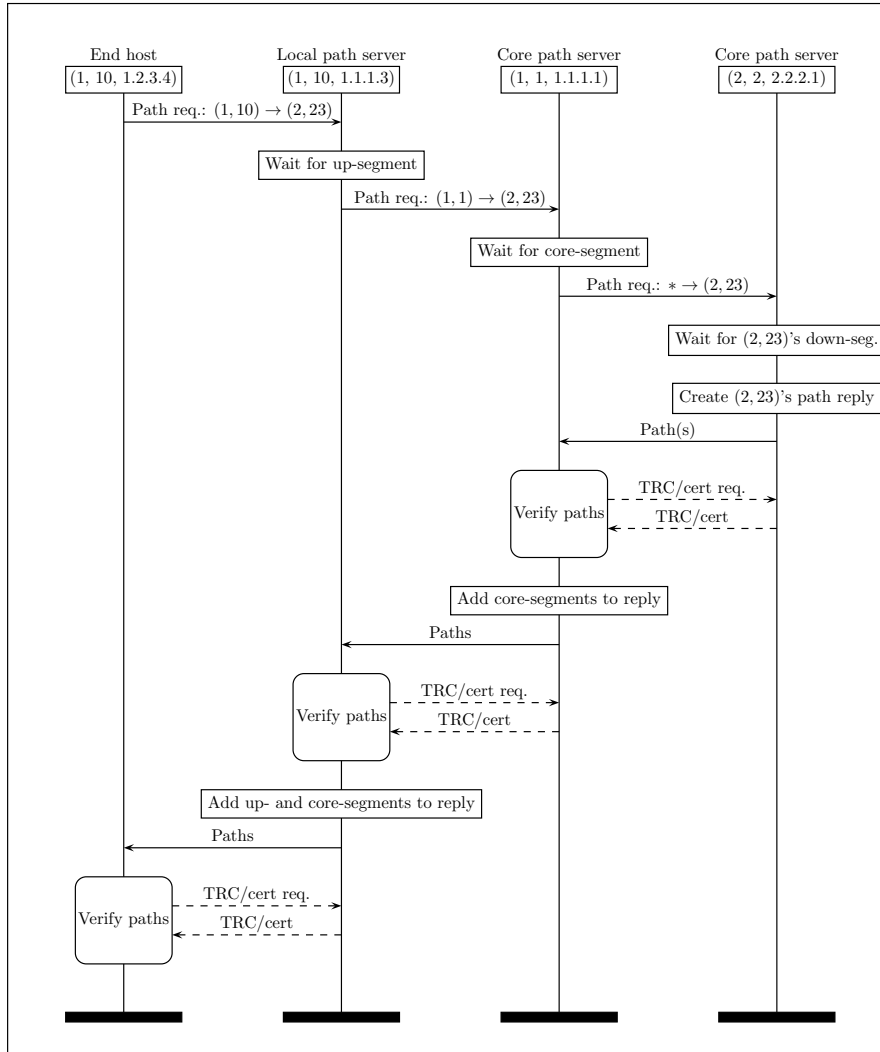 End host
Local path server
Core path server
Core path server
(1, 10, 1.2.3.4)
(1, 10, 1.1.1.3)
(1, 1, 1.1.1.1)
(2, 2, 2.2.2.1)
Path req.: (1, 10) → (2, 23)
Wait for up-segment
Path req.: (1, 1) → (2, 23)
Wait for core-segment
Path req.: ∗ → (2, 23)
Wait for (2, 23)'s down-seg.
Create (2, 23)'s path reply
Path(s)
TRC/cert req.
Verify paths
TRC/cert
Add core-segments to reply
Paths
TRC/cert req.
Verify paths
TRC/cert
Add up- and core-segments to reply
Paths
TRC/cert req.
Verify paths
TRC/cert